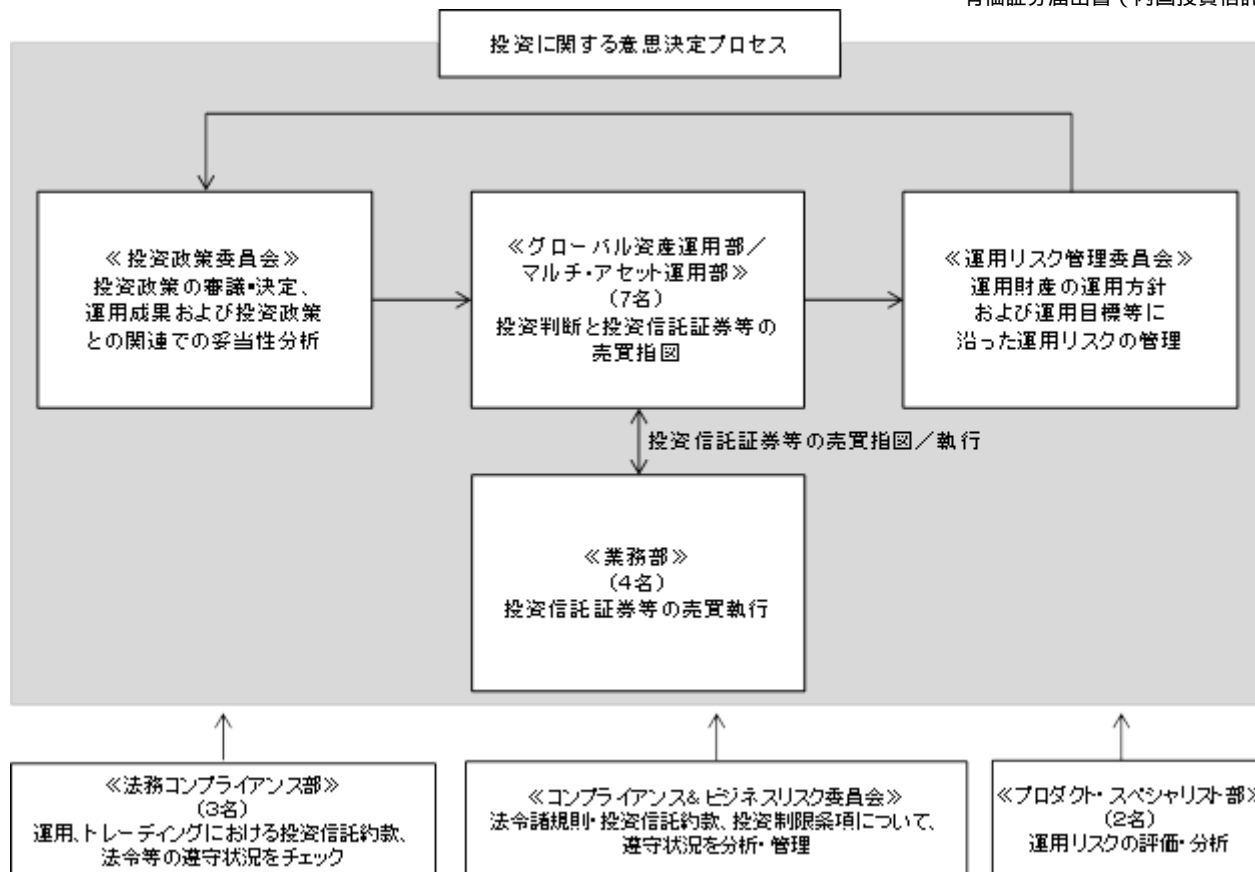 有価証券届出書（内国投資信託
投資に関する意思決定プロセス
≪投資政策委員会≫
投資政策の審議・決定、
運用成果および投資政策
との関連での妥当性分析
≪グローバル資産運用部／
マルチ・アセット運用部≫
(7名)
投資判断と投資信託証券等の
売買指図
≪運用リスク管理委員会≫
運用財産の運用方針
および運用目標等に
沿った運用リスクの管理
投資信託証券等の売買指図／執行
≪業務部≫
(4名)
投資信託証券等の売買執行
≪法務コンプライアンス部≫
(3名)
運用、トレーディングにおける投資信託約款、
法令等の遵守状況をチェック
≪コンプライアンス&ビジネスリスク委員会≫
法令諸規則・投資信託約款、投資制限条項について、
遵守状況を分析・管理
≪プロダクト・スペシャリスト部≫
(2名)
運用リスクの評価・分析